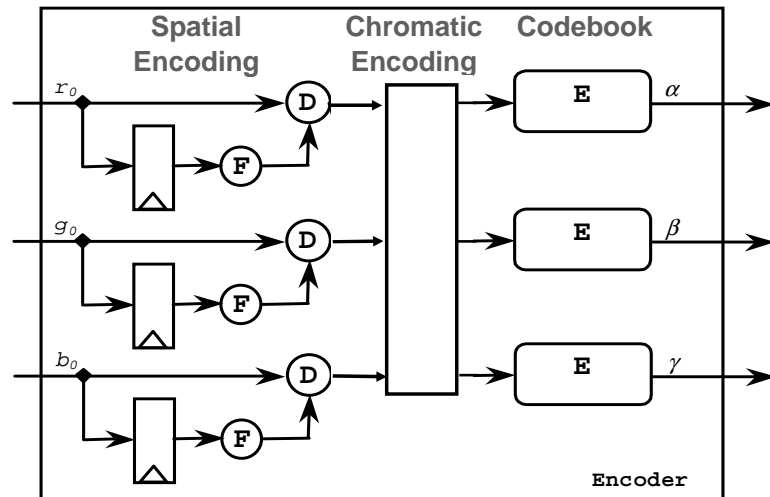 Spatial Encoding
Chromatic Encoding
Codebook
r₀
D
E
α
F
g₀
D
E
β
F
b₀
D
E
γ
F
Encoder